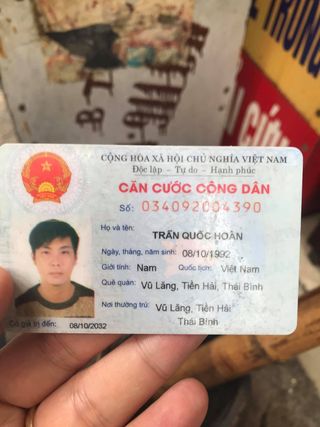 CỘNG HÒA XÃ HỘI CHỦ NGHĨA VIỆT NAM
Độc lập - Tự do - Hạnh phúc
CĂN CƯỚC CÔNG DÂN
Số: 034092004390
Họ và tên:
TRẦN QUỐC HOÀN
Ngày, tháng, năm sinh: 08/10/1992
Giới tính: Nam Quốc tịch: Việt Nam
Quê quán: Vũ Lăng, Tiền Hải, Thái Bình
Nơi thường trú: Vũ Lăng, Tiền Hải
Thái Bình
Có giá trị đến: 08/10/2032